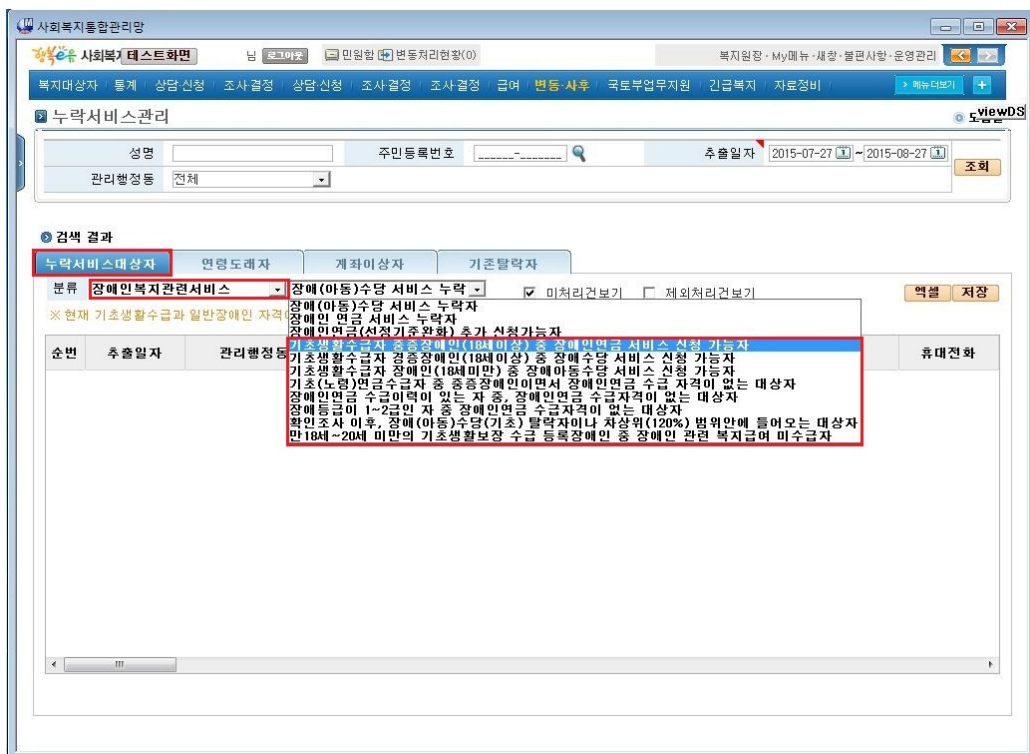 사회복지통합관리망
행복e음 사회복지 테스트화면 님 로그아웃 민원함 변동처리현황(0) 복지원장·My메뉴·새창·불편사항·운영관리
복지대상자 통계 상담·신청 조사·결정 상담·신청 조사·결정 조사·결정 급여 변동·사후 국토부업무지원 긴급복지 자료정비 > 메뉴더보기 +
누락서비스관리 viewDS
성명 주민등록번호 ______-_______ 추출일자 2015-07-27 ~ 2015-08-27 조회
관리행정동 전체
검색 결과
누락서비스대상자 연령도래자 계좌이상자 기존탈락자
분류 장애인복지관련서비스 장애(아동)수당 서비스 누락 미처리건보기 제외처리건보기 엑셀 저장
※ 현재 기초생활수급과 일반장애인 자격
장애(아동)수당 서비스 누락자
장애인 연금 서비스 누락자
장애인연금(선정기준완화) 추가 신청가능자
기초생활수급자 중증장애인(18세이상) 중 장애인연금 서비스 신청 가능자
기초생활수급자 경증장애인(18세이상) 중 장애수당 서비스 신청 가능자
기초생활수급자 장애인(18세미만) 중 장애아동수당 서비스 신청 가능자
기초(노령)연금수급자 중 중증장애인이면서 장애인연금 수급 자격이 없는 대상자
장애인연금 수급이력이 있는 자 중, 장애인연금 수급자격이 없는 대상자
장애등급이 1~2급인 자 중 장애인연금 수급자격이 없는 대상자
확인조사 이후, 장애(아동)수당(기초) 탈락자이나 차상위(120%) 범위안에 들어오는 대상자
만18세~20세 미만의 기초생활보장 수급 등록장애인 중 장애인 관련 복지급여 미수급자
순번 추출일자 관리행정동 휴대전화